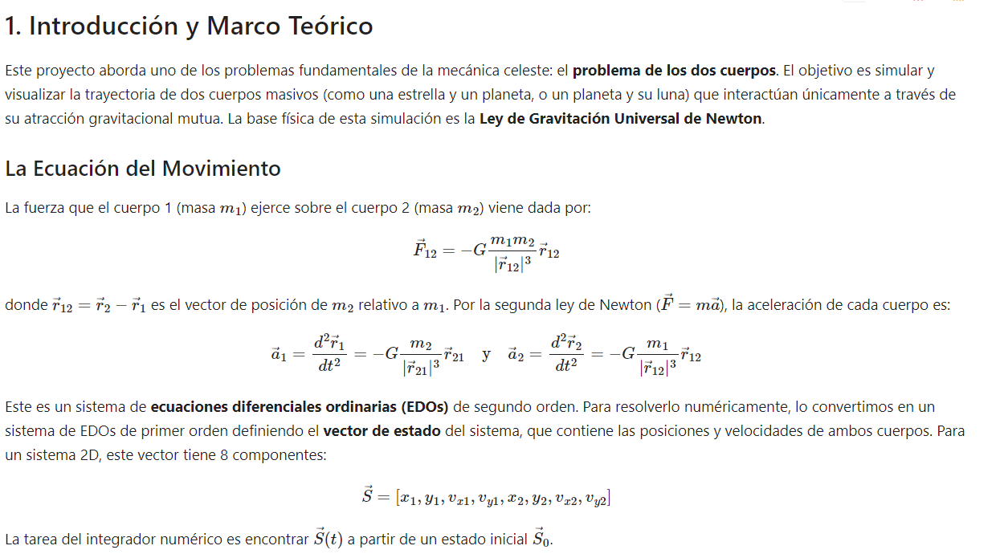 1. Introducción y Marco Teórico
Este proyecto aborda uno de los problemas fundamentales de la mecánica celeste: el problema de los dos cuerpos. El objetivo es simular y
visualizar la trayectoria de dos cuerpos masivos (como una estrella y un planeta, o un planeta y su luna) que interactúan únicamente a través de
su atracción gravitacional mutua. La base física de esta simulación es la Ley de Gravitación Universal de Newton.
La Ecuación del Movimiento
La fuerza que el cuerpo 1 (masa $m_1$) ejerce sobre el cuerpo 2 (masa $m_2$) viene dada por:
$\vec{F}_{12} = -G\frac{m_1 m_2}{|\vec{r}_{12}|^3}\vec{r}_{12}$
donde $\vec{r}_{12} = \vec{r}_2 - \vec{r}_1$ es el vector de posición de $m_2$ relativo a $m_1$. Por la segunda ley de Newton ($\vec{F} = m\vec{a}$), la aceleración de cada cuerpo es:
$\vec{a}_1 = \frac{d^2\vec{r}_1}{dt^2} = -G\frac{m_2}{|\vec{r}_{21}|^3}\vec{r}_{21} \quad \text{y} \quad \vec{a}_2 = \frac{d^2\vec{r}_2}{dt^2} = -G\frac{m_1}{|\vec{r}_{12}|^3}\vec{r}_{12}$
Este es un sistema de ecuaciones diferenciales ordinarias (EDOs) de segundo orden. Para resolverlo numéricamente, lo convertimos en un
sistema de EDOs de primer orden definiendo el vector de estado del sistema, que contiene las posiciones y velocidades de ambos cuerpos. Para
un sistema 2D, este vector tiene 8 componentes:
$\vec{S} = [x_1, y_1, v_{x1}, v_{y1}, x_2, y_2, v_{x2}, v_{y2}]$
La tarea del integrador numérico es encontrar $\vec{S}(t)$ a partir de un estado inicial $\vec{S}_0$.